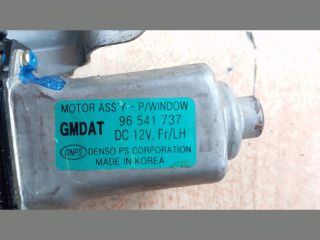 MOTOR ASS'Y - P/WINDOW
GMDAT 96 541 737
DC 12V, Fr/LH
DNPS DENSO PS CORPORATION
MADE IN KOREA